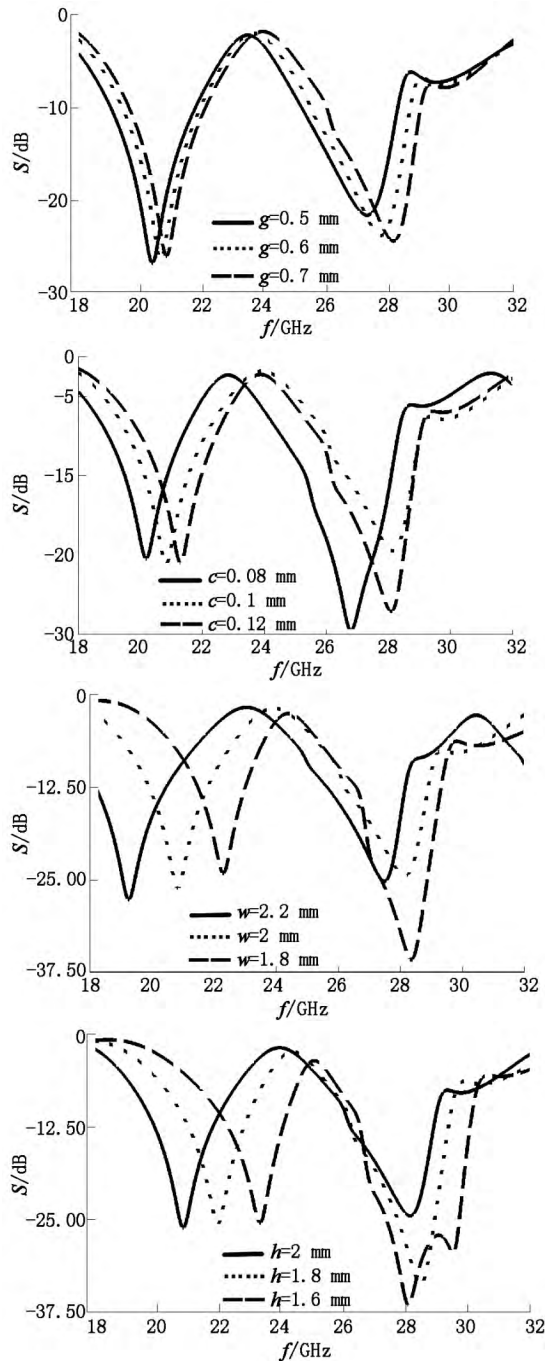 0
-10
-20
-30
S/dB
g=0.5 mm
g=0.6 mm
g=0.7 mm
18 20 22 24 26 28 30 32
f/GHz
0
-5
-15
-20
-30
S/dB
c=0.08 mm
c=0.1 mm
c=0.12 mm
18 20 22 24 26 28 30 32
f/GHz
0
-12.50
-25.00
-37.50
S/dB
w=2.2 mm
w=2 mm
w=1.8 mm
18 20 22 24 26 28 30 32
f/GHz
0
-12.50
-25.00
-37.50
S/dB
h=2 mm
h=1.8 mm
h=1.6 mm
18 20 22 24 26 28 30 32
f/GHz